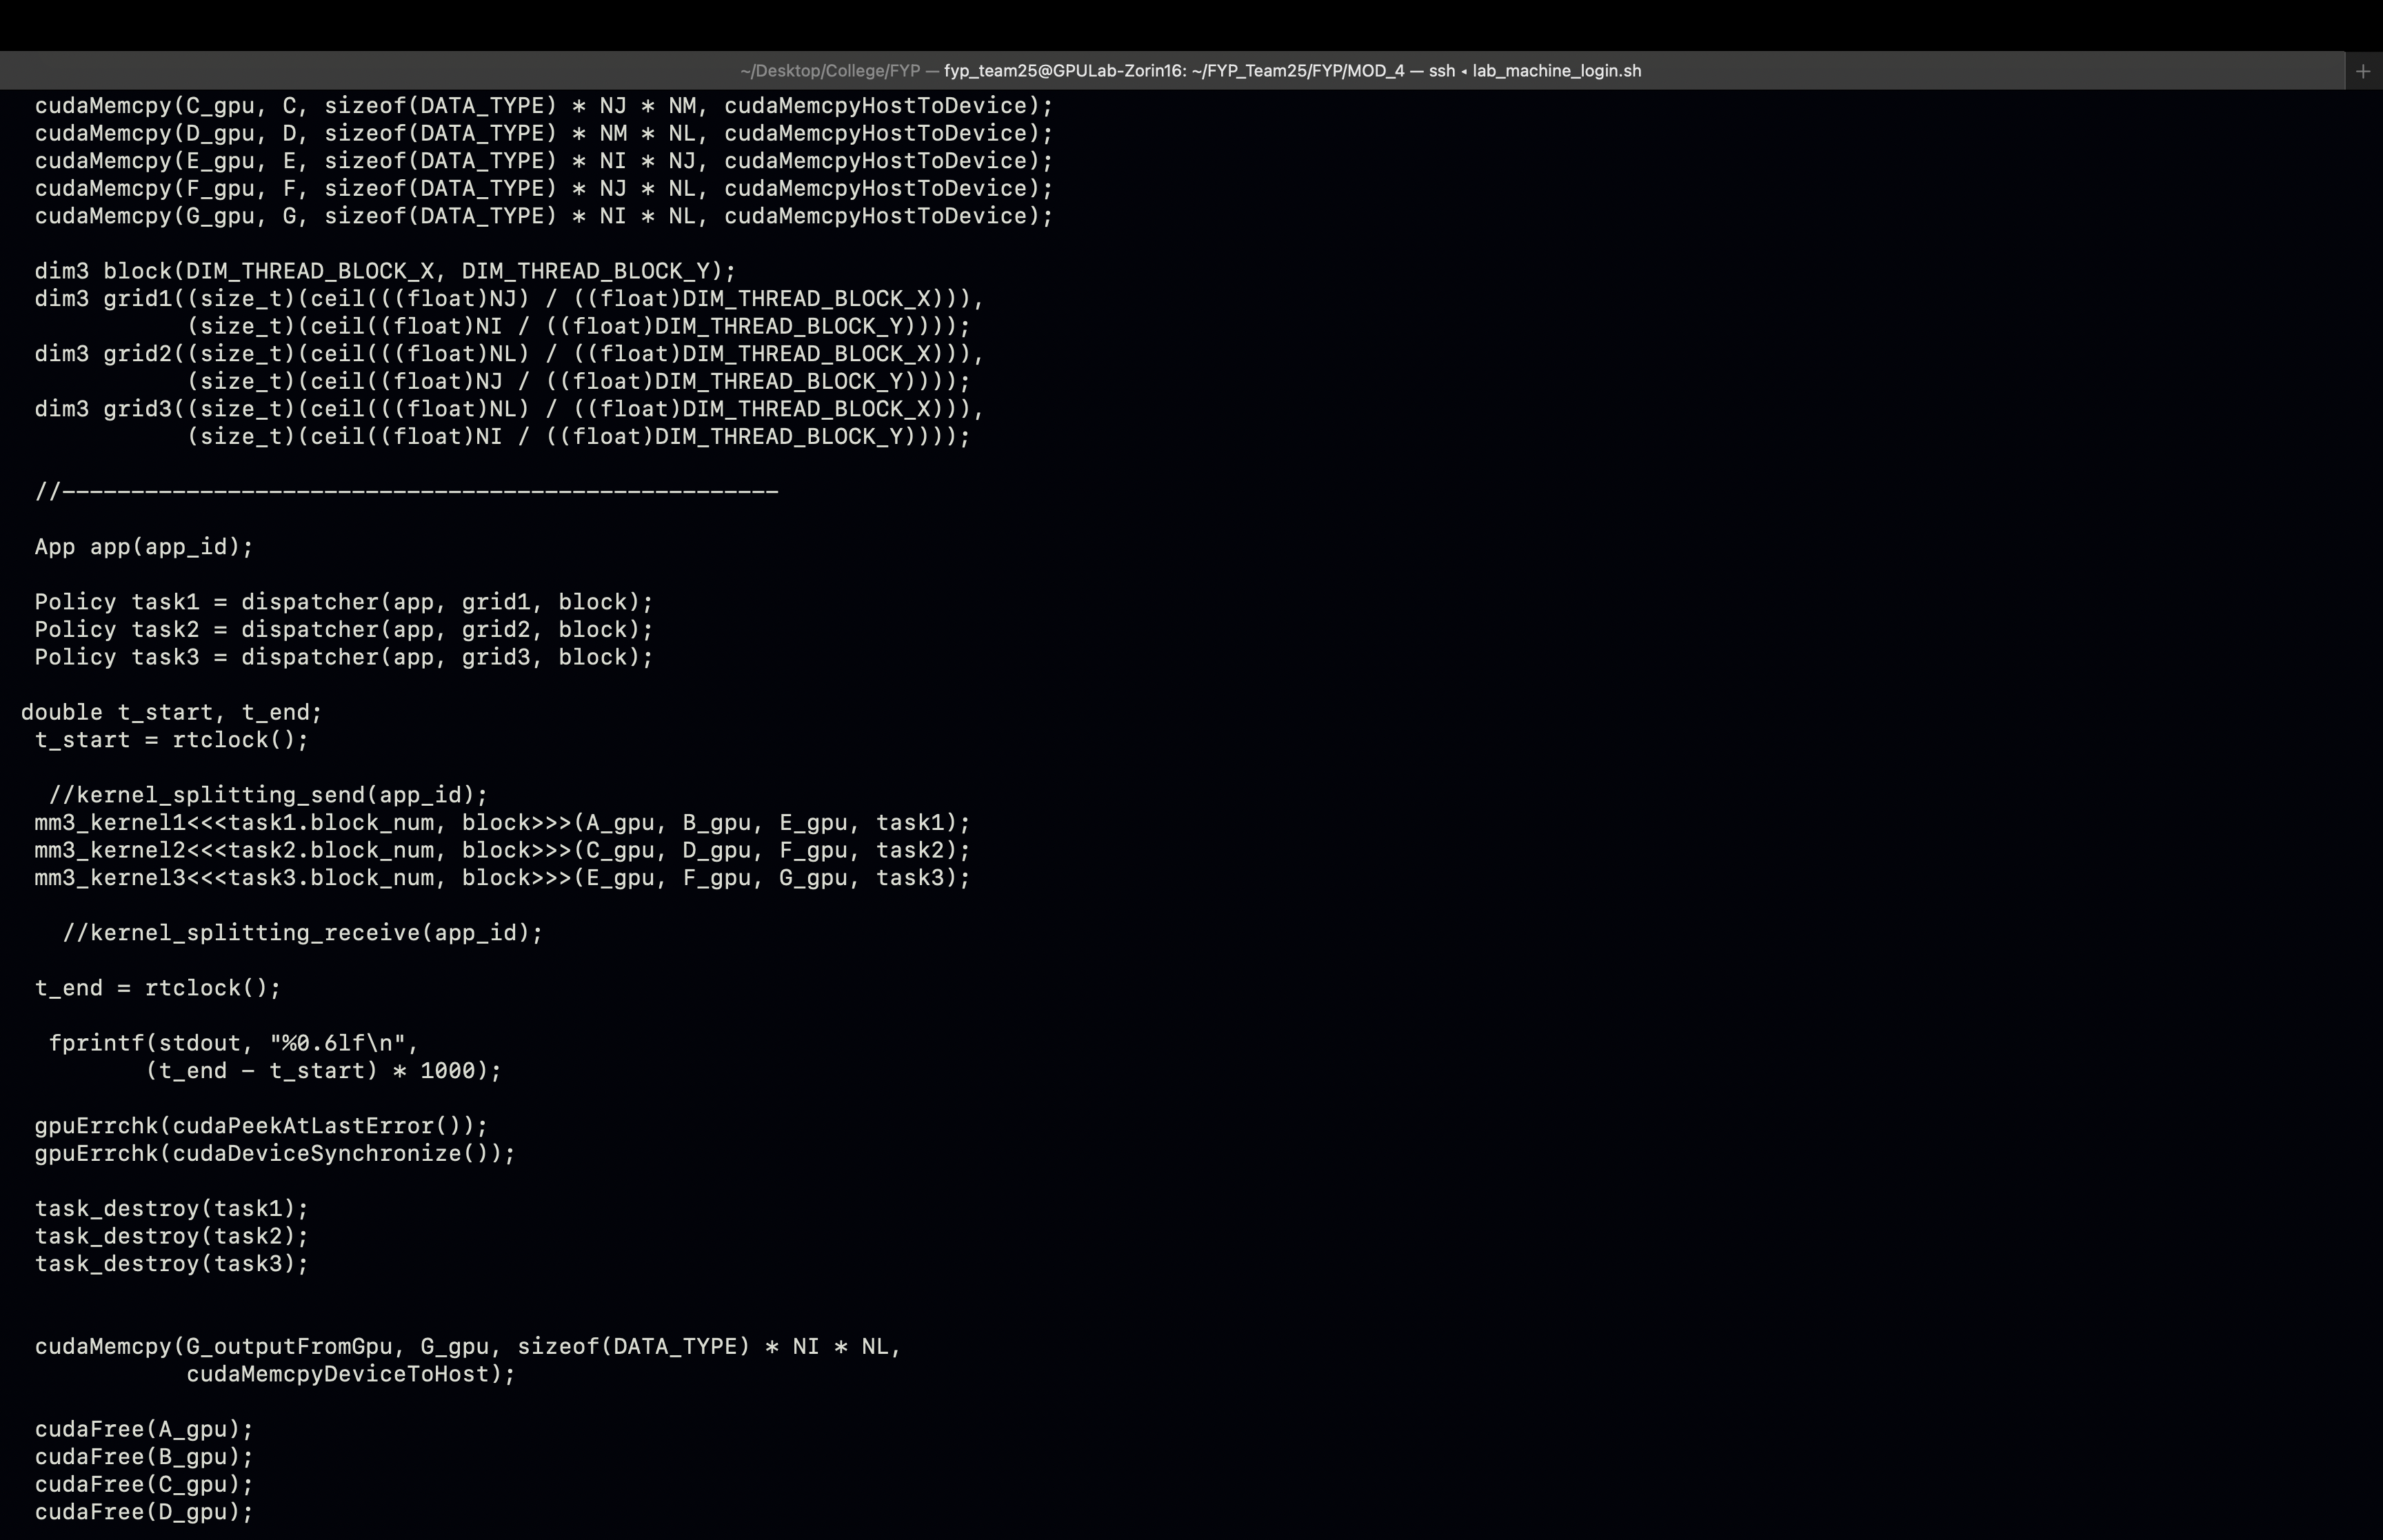 ~/Desktop/College/FYP — fyp_team25@GPULab-Zorin16: ~/FYP_Team25/FYP/MOD_4 — ssh ◂ lab_machine_login.sh
+
cudaMemcpy(C_gpu, C, sizeof(DATA_TYPE) * NJ * NM, cudaMemcpyHostToDevice);
cudaMemcpy(D_gpu, D, sizeof(DATA_TYPE) * NM * NL, cudaMemcpyHostToDevice);
cudaMemcpy(E_gpu, E, sizeof(DATA_TYPE) * NI * NJ, cudaMemcpyHostToDevice);
cudaMemcpy(F_gpu, F, sizeof(DATA_TYPE) * NJ * NL, cudaMemcpyHostToDevice);
cudaMemcpy(G_gpu, G, sizeof(DATA_TYPE) * NI * NL, cudaMemcpyHostToDevice);
dim3 block(DIM_THREAD_BLOCK_X, DIM_THREAD_BLOCK_Y);
dim3 grid1((size_t)(ceil(((float)NJ) / ((float)DIM_THREAD_BLOCK_X))),
(size_t)(ceil((float)NI / ((float)DIM_THREAD_BLOCK_Y))));
dim3 grid2((size_t)(ceil(((float)NL) / ((float)DIM_THREAD_BLOCK_X))),
(size_t)(ceil((float)NJ / ((float)DIM_THREAD_BLOCK_Y))));
dim3 grid3((size_t)(ceil(((float)NL) / ((float)DIM_THREAD_BLOCK_X))),
(size_t)(ceil((float)NI / ((float)DIM_THREAD_BLOCK_Y))));
//----------------------------------------------------
App app(app_id);
Policy task1 = dispatcher(app, grid1, block);
Policy task2 = dispatcher(app, grid2, block);
Policy task3 = dispatcher(app, grid3, block);
double t_start, t_end;
t_start = rtclock();
//kernel_splitting_send(app_id);
mm3_kernel1<<<task1.block_num, block>>>(A_gpu, B_gpu, E_gpu, task1);
mm3_kernel2<<<task2.block_num, block>>>(C_gpu, D_gpu, F_gpu, task2);
mm3_kernel3<<<task3.block_num, block>>>(E_gpu, F_gpu, G_gpu, task3);
//kernel_splitting_receive(app_id);
t_end = rtclock();
fprintf(stdout, "%0.6lf\n",
(t_end - t_start) * 1000);
gpuErrchk(cudaPeekAtLastError());
gpuErrchk(cudaDeviceSynchronize());
task_destroy(task1);
task_destroy(task2);
task_destroy(task3);
cudaMemcpy(G_outputFromGpu, G_gpu, sizeof(DATA_TYPE) * NI * NL,
cudaMemcpyDeviceToHost);
cudaFree(A_gpu);
cudaFree(B_gpu);
cudaFree(C_gpu);
cudaFree(D_gpu);